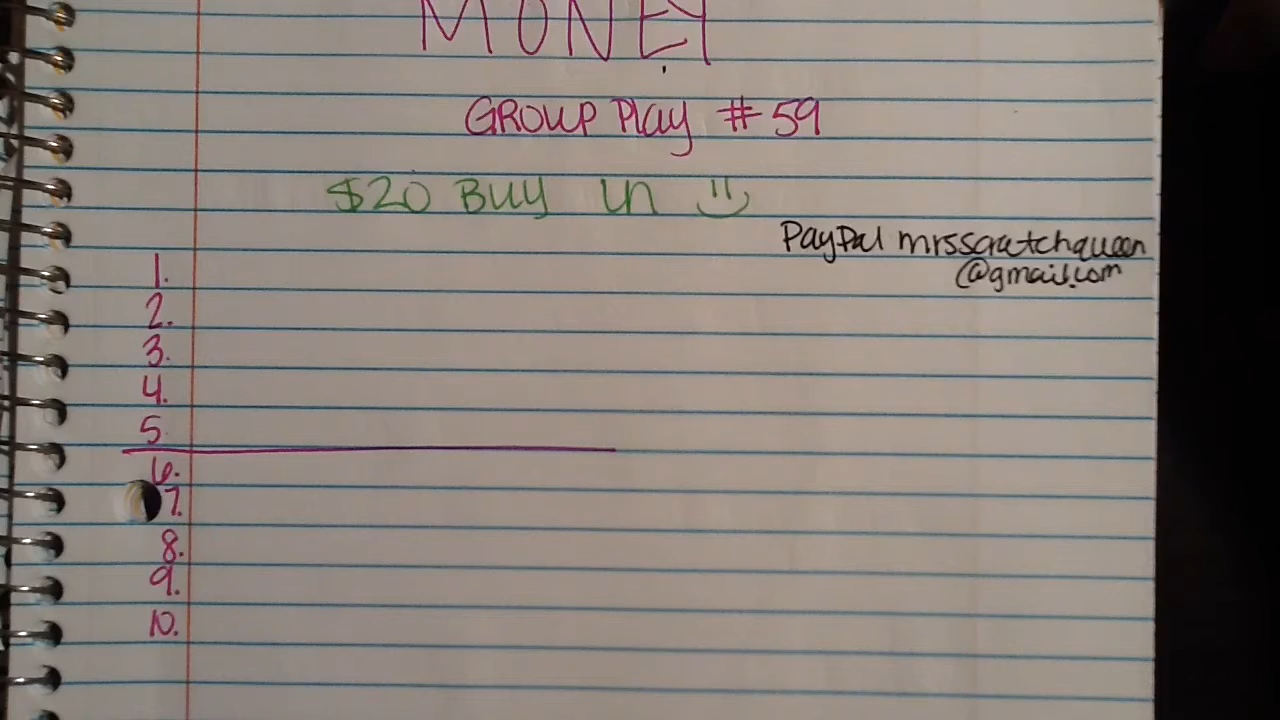 MONEY
GROUP Play # 59
$20 Buy in
PayPal mrsscratchqueen
@gmail.com
1.
2.
3.
4.
5.
6.
7.
8.
9.
10.